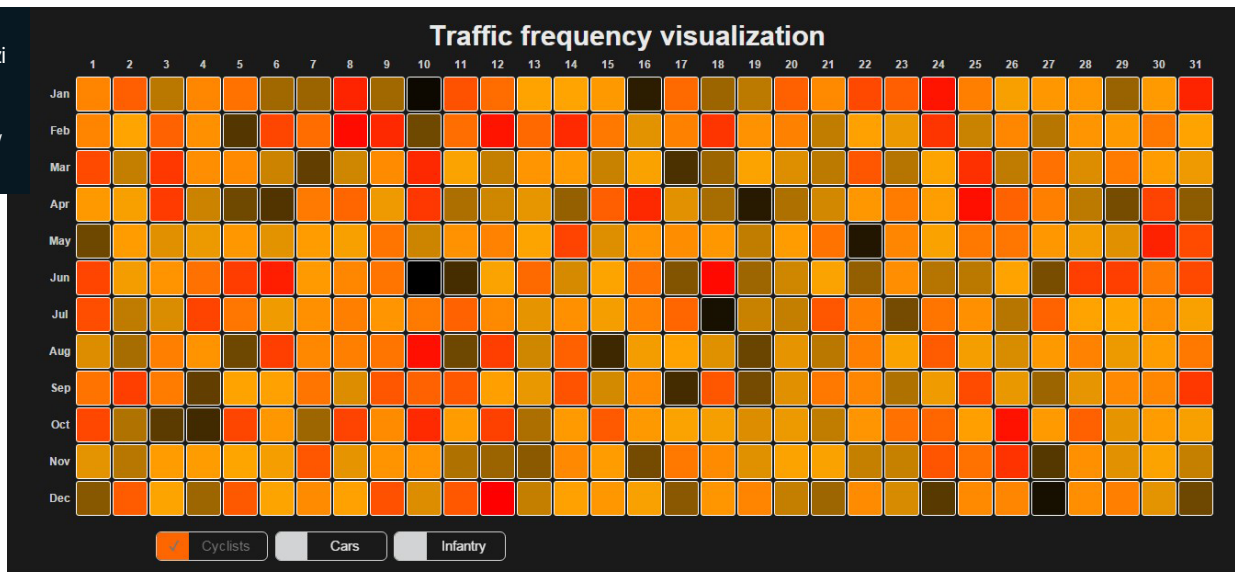 Traffic frequency visualization
1 2 3 4 5 6 7 8 9 10 11 12 13 14 15 16 17 18 19 20 21 22 23 24 25 26 27 28 29 30 31
Jan
Feb
Mar
Apr
May
Jun
Jul
Aug
Sep
Oct
Nov
Dec
Cyclists Cars Infantry